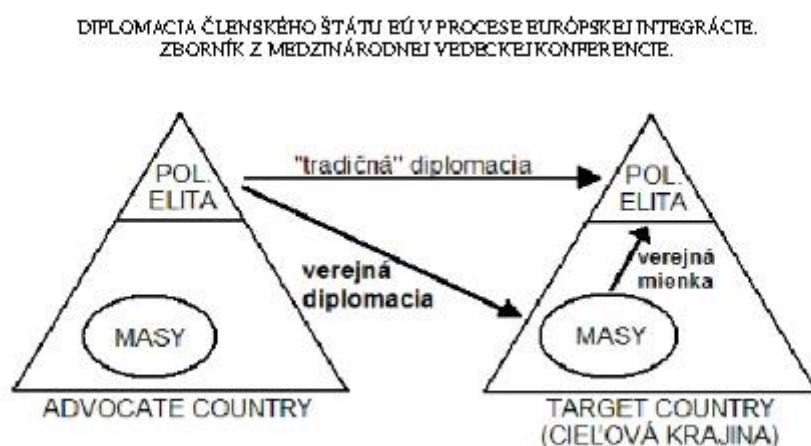 DIPLOMACIA ČLENSKÉHO ŠTÁTU EÚ V PROCESE EURÓPSKEJ INTEGRÁCIE.
ZBORNÍK Z MEDZINÁRODNEJ VEDECKEJ KONFERENCIE.
POL.
ELITA
"tradičná" diplomacia
POL.
ELITA
verejná
diplomacia
verejná
mienka
MASY
MASY
ADVOCATE COUNTRY
TARGET COUNTRY
(CIEĽOVÁ KRAJINA)